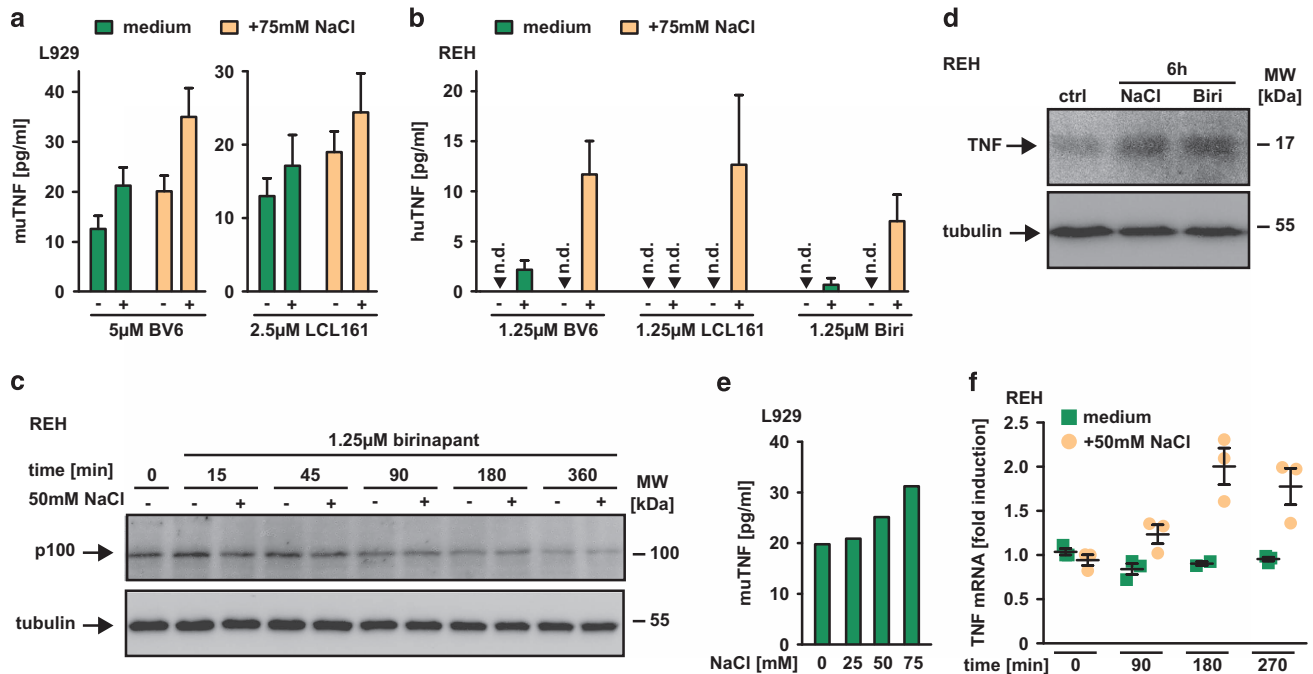 a
medium
+75mM NaCl
L929
muTNF [pg/ml]
40
30
20
10
0
- + - +
5µM BV6
30
20
10
0
- + - +
2.5µM LCL161
b
medium
+75mM NaCl
REH
huTNF [pg/ml]
20
15
10
5
0
n.d. n.d. n.d. n.d. n.d. n.d. n.d.
- + - + - + - + - + - +
1.25µM BV6 1.25µM LCL161 1.25µM Biri
d
REH
6h
MW
[kDa]
ctrl NaCl Biri
TNF
17
tubulin
55
c
REH
1.25µM birinapant
time [min] 0 15 45 90 180 360
MW
[kDa]
50mM NaCl - - + - + - + - + - +
p100
100
tubulin
55
e
L929
muTNF [pg/ml]
40
30
20
10
0
NaCl [mM] 0 25 50 75
f
REH
medium
+50mM NaCl
TNF mRNA [fold induction]
2.5
2.0
1.5
1.0
0.5
0
time [min] 0 90 180 270